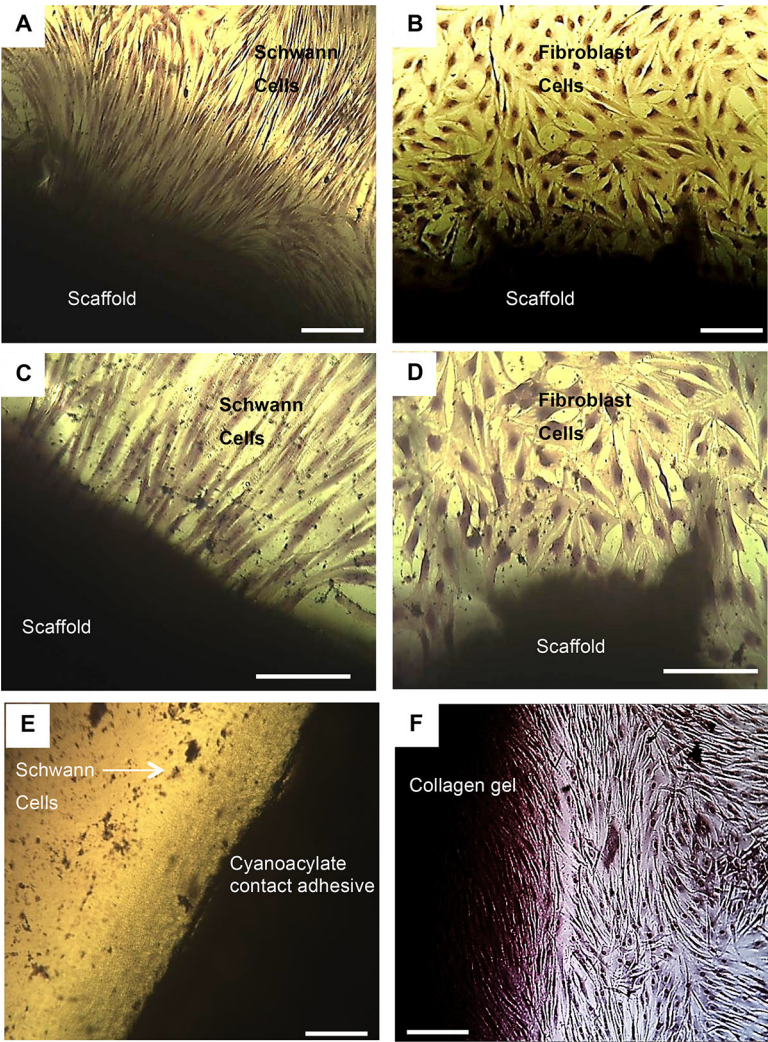 A
Schwann
Cells
Scaffold
B
Fibroblast
Cells
Scaffold
C
Schwann
Cells
Scaffold
D
Fibroblast
Cells
Scaffold
E
Schwann
Cells
Cyanoacylate
contact adhesive
F
Collagen gel